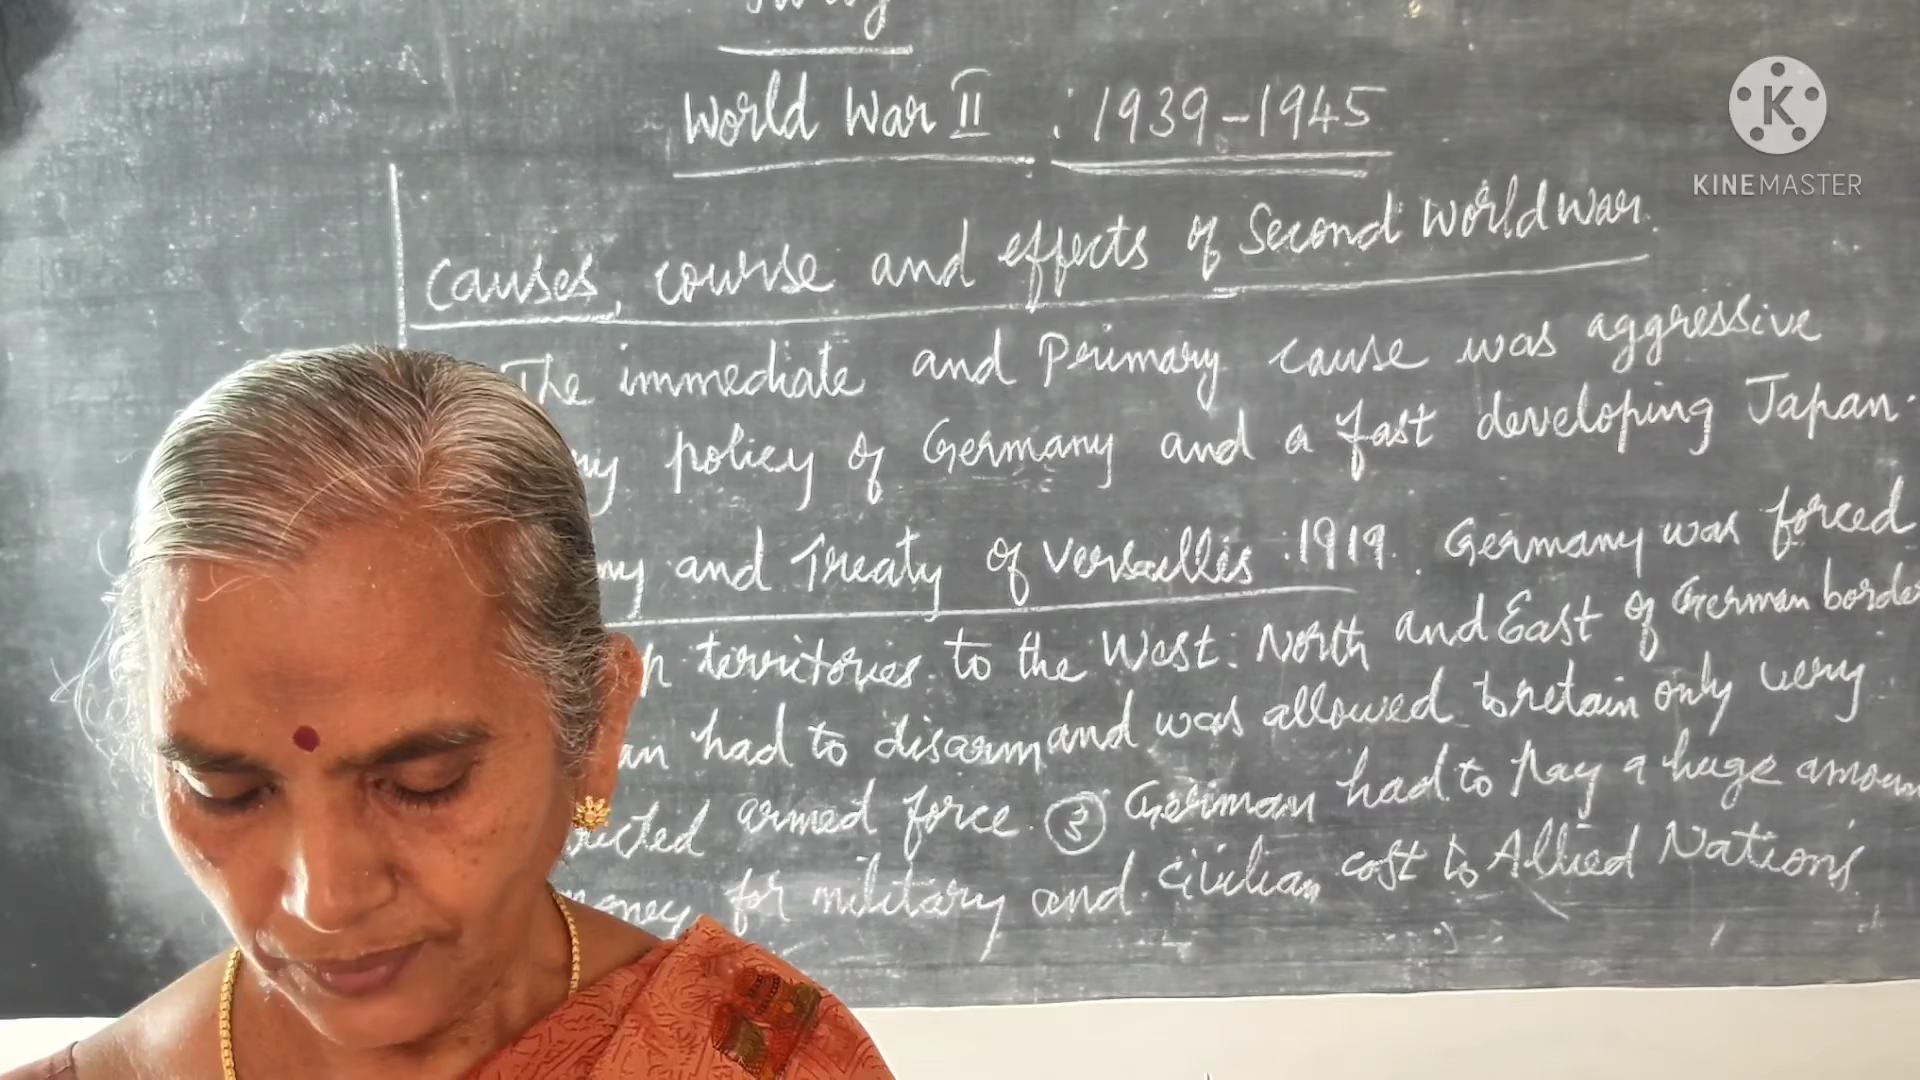 World War II : 1939-1945
K
KINEMASTER
causes, course and effects of Second World War.
The immediate and Primary cause was aggressive
policy of Germany and a fast developing Japan.
and Treaty of Versaillis :1919. Germany was forced
territories to the West. North and East of German border
had to disarm and was allowed to retain only very
armed force. ③ German had to pay a huge amoun
money for military and civilian cost to Allied Nations